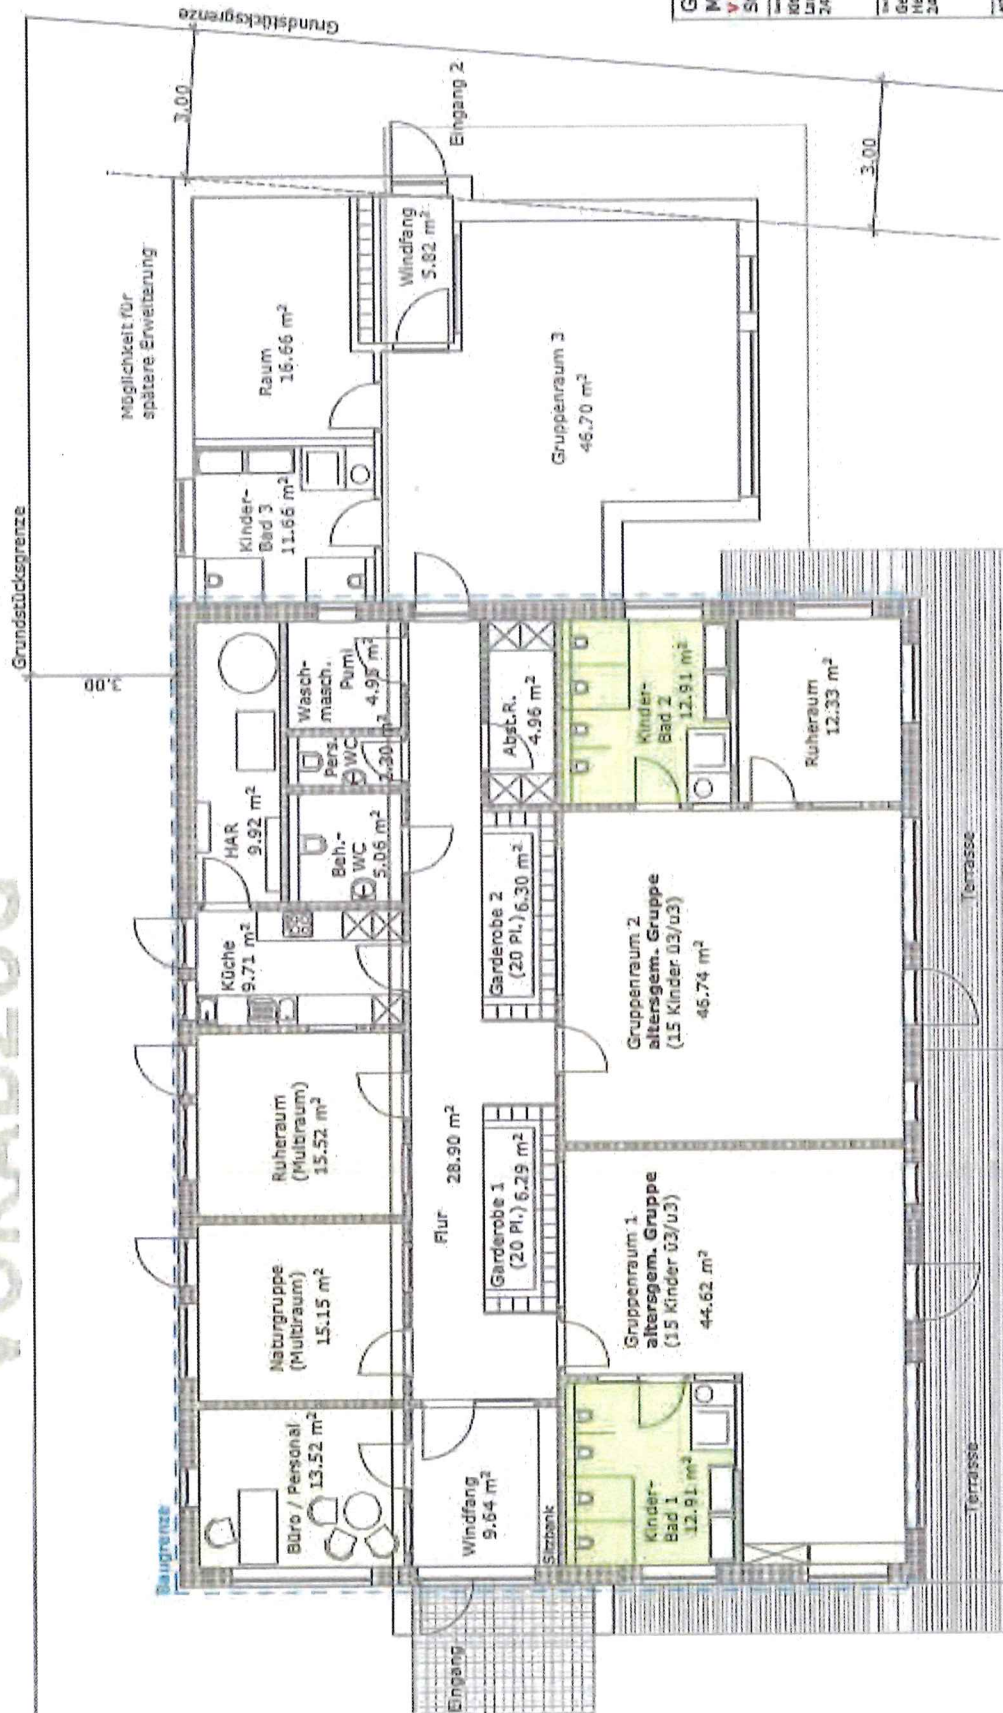 Grundstücksgrenze
Grundstücksgrenze
3.00
3.00
3.00
Möglichkeit für
spätere Erweiterung
Eingang 2
Windfang
5.82 m²
Raum
16.66 m²
Kinder-
Bad 3
11.66 m²
Gruppenraum 3
46.70 m²
Baugrenze
Büro / Personal
13.52 m²
Naturgruppe
(Multiraum)
15.15 m²
Ruheraum
(Multiraum)
15.52 m²
Küche
9.71 m²
HAR
9.92 m²
Beh.-
WC
5.06 m²
Pers.
WC
Wasch-
masch.
Pumi
4.95 m²
Eingang
Windfang
9.64 m²
Sitzbank
Flur 28.90 m²
Garderobe 1
(20 Pl.) 6.29 m²
Garderobe 2
(20 Pl.) 6.30 m²
Abst.R.
4.96 m²
Kinder-
Bad 1
12.91 m²
Gruppenraum 1
altersgem. Gruppe
(15 Kinder ü3/u3)
44.62 m²
Gruppenraum 2
altersgem. Gruppe
(15 Kinder ü3/u3)
46.74 m²
Kinder-
Bad 2
12.91 m²
Ruheraum
12.33 m²
Terrasse
Terrasse